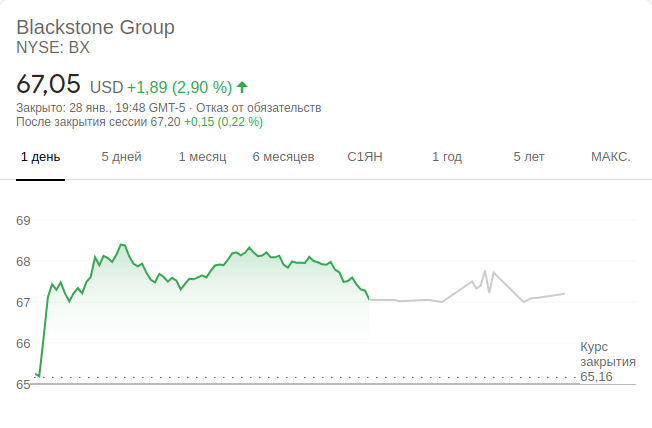 Blackstone Group
NYSE: BX
67,05 USD +1,89 (2,90 %)
Закрыто: 28 янв., 19:48 GMT-5 · Отказ от обязательств
После закрытия сессии 67,20 +0,15 (0,22 %)
1 день 5 дней 1 месяц 6 месяцев С1ЯН 1 год 5 лет МАКС.
69
68
67
66
65
Курс
закрытия
65,16